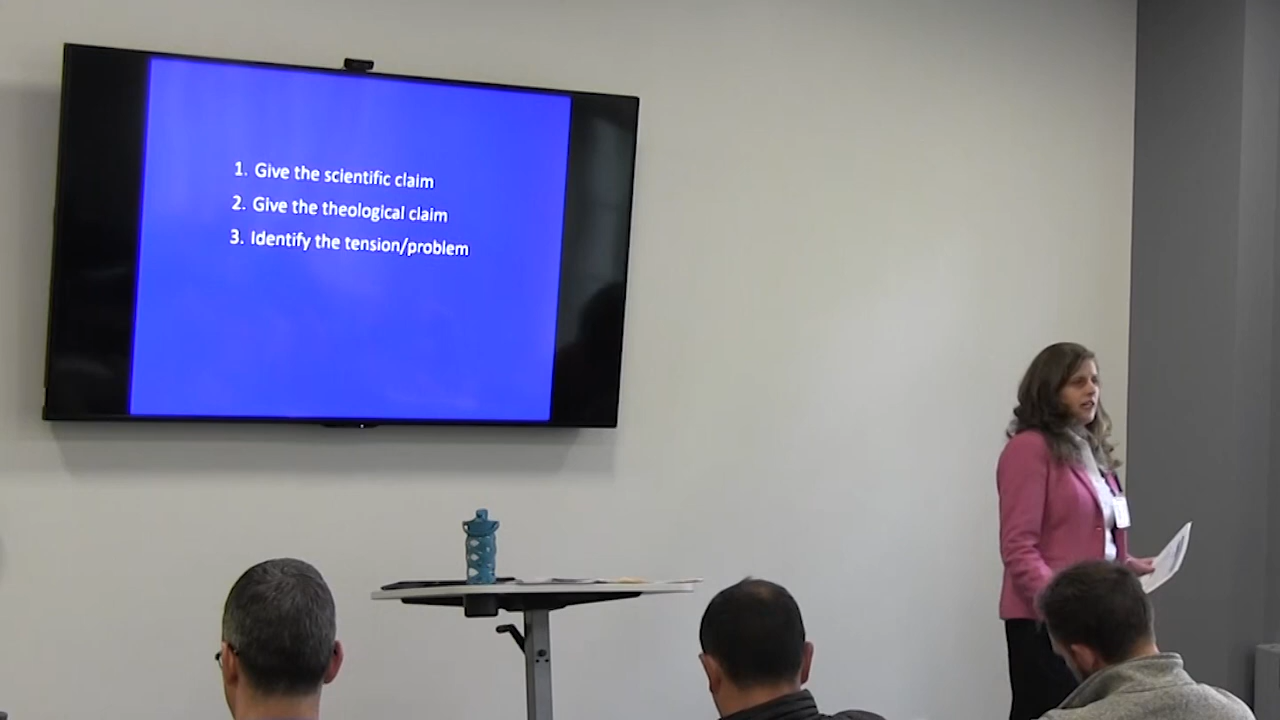 1. Give the scientific claim
2. Give the theological claim
3. Identify the tension/problem